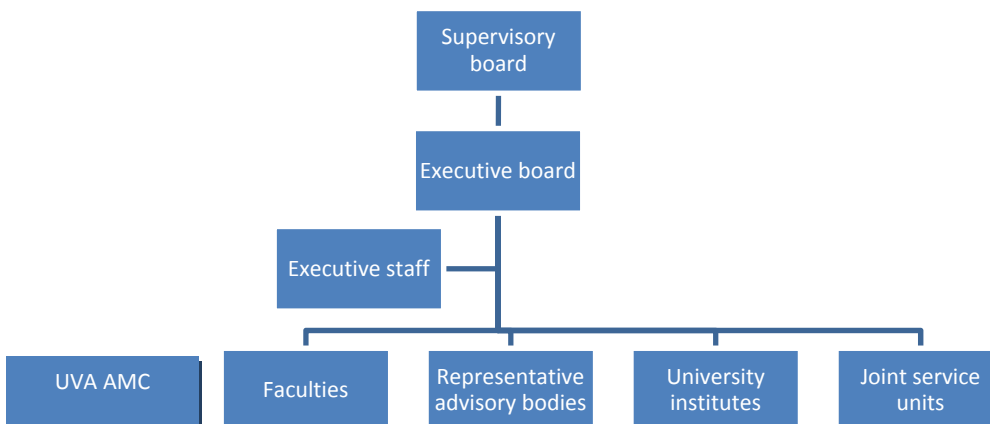 Supervisory
board
Executive board
Executive staff
UVA AMC
Faculties
Representative
advisory bodies
University
institutes
Joint service
units